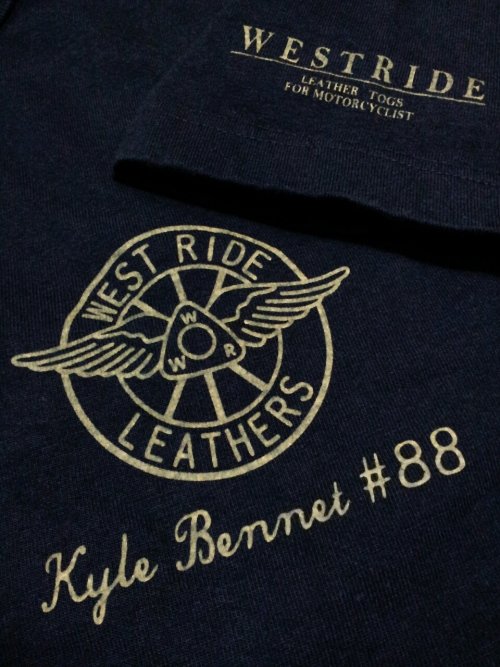 WESTRIDE
LEATHER TOGS
FOR MOTORCYCLIST
WEST RIDE
W
W R
LEATHERS
Kyle Bennet #88